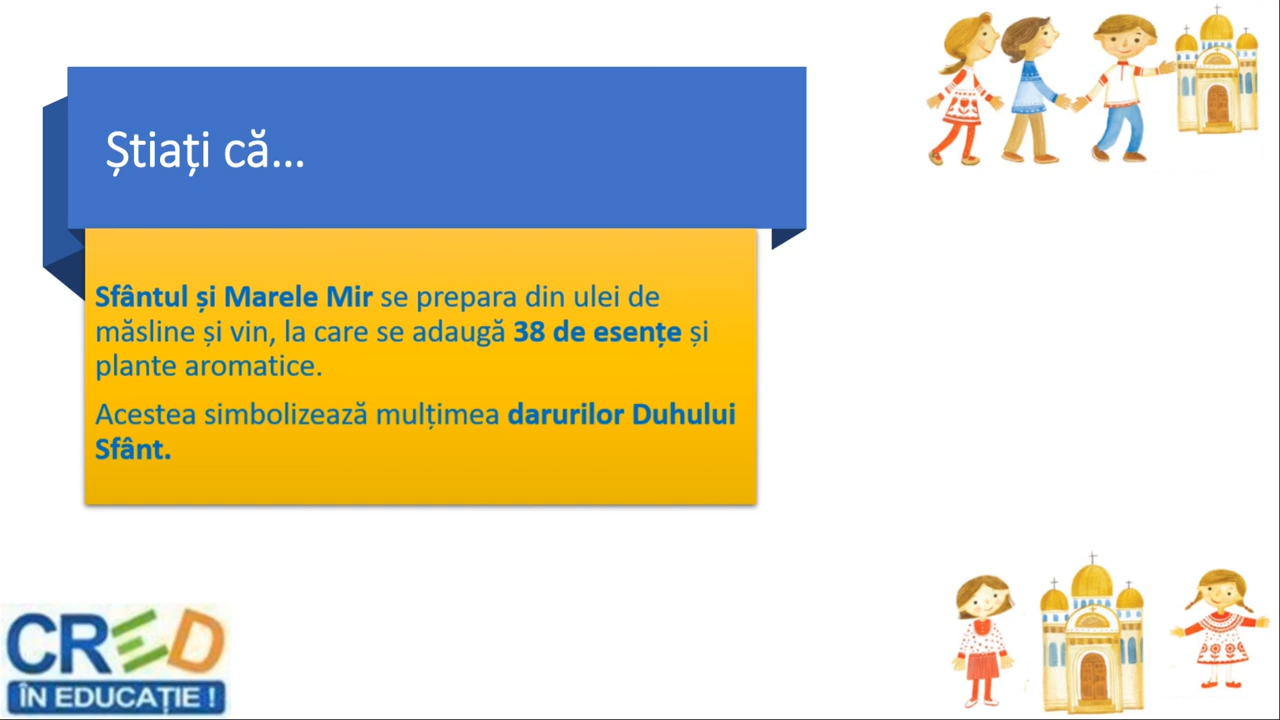 Știați că...
Sfântul și Marele Mir se prepara din ulei de
măsline și vin, la care se adaugă 38 de esențe și
plante aromatice.
Acestea simbolizează mulțimea darurilor Duhului
Sfânt.
CRED
ÎN EDUCAȚIE !